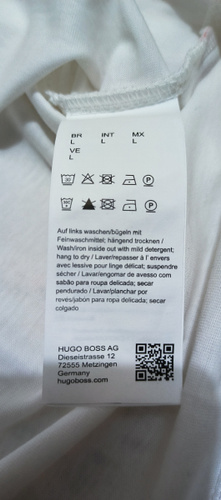 BR INT MX
L L L
VE
L
Auf links waschen/bügeln mit
Feinwaschmittel; hängend trocknen /
Wash/iron inside out with mild detergent;
hang to dry / Laver/repasser à l' envers
avec lessive pour linge délicat; suspendre
sécher / Lavar/engomar de avesso com
sabão para roupa delicada; secar
pendurado / Lavar/planchar por
reves/jabón para ropa delicada; secar
colgado
HUGO BOSS AG
Dieselstrasse 12
72555 Metzingen
Germany
hugoboss.com